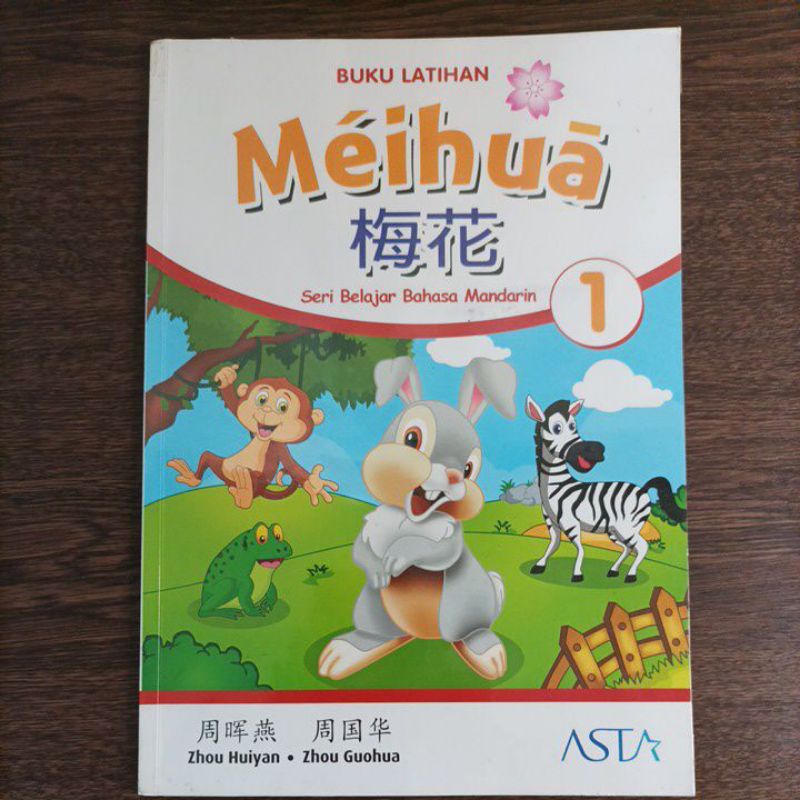 BUKU LATIHAN
Méihuā
梅花
Seri Belajar Bahasa Mandarin
1
周晖燕 周国华
Zhou Huiyan • Zhou Guohua
ASTA